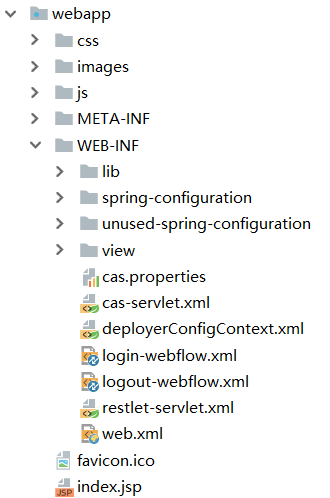 webapp
css
images
js
META-INF
WEB-INF
lib
spring-configuration
unused-spring-configuration
view
cas.properties
cas-servlet.xml
deployerConfigContext.xml
login-webflow.xml
logout-webflow.xml
restlet-servlet.xml
web.xml
favicon.ico
JSP index.jsp